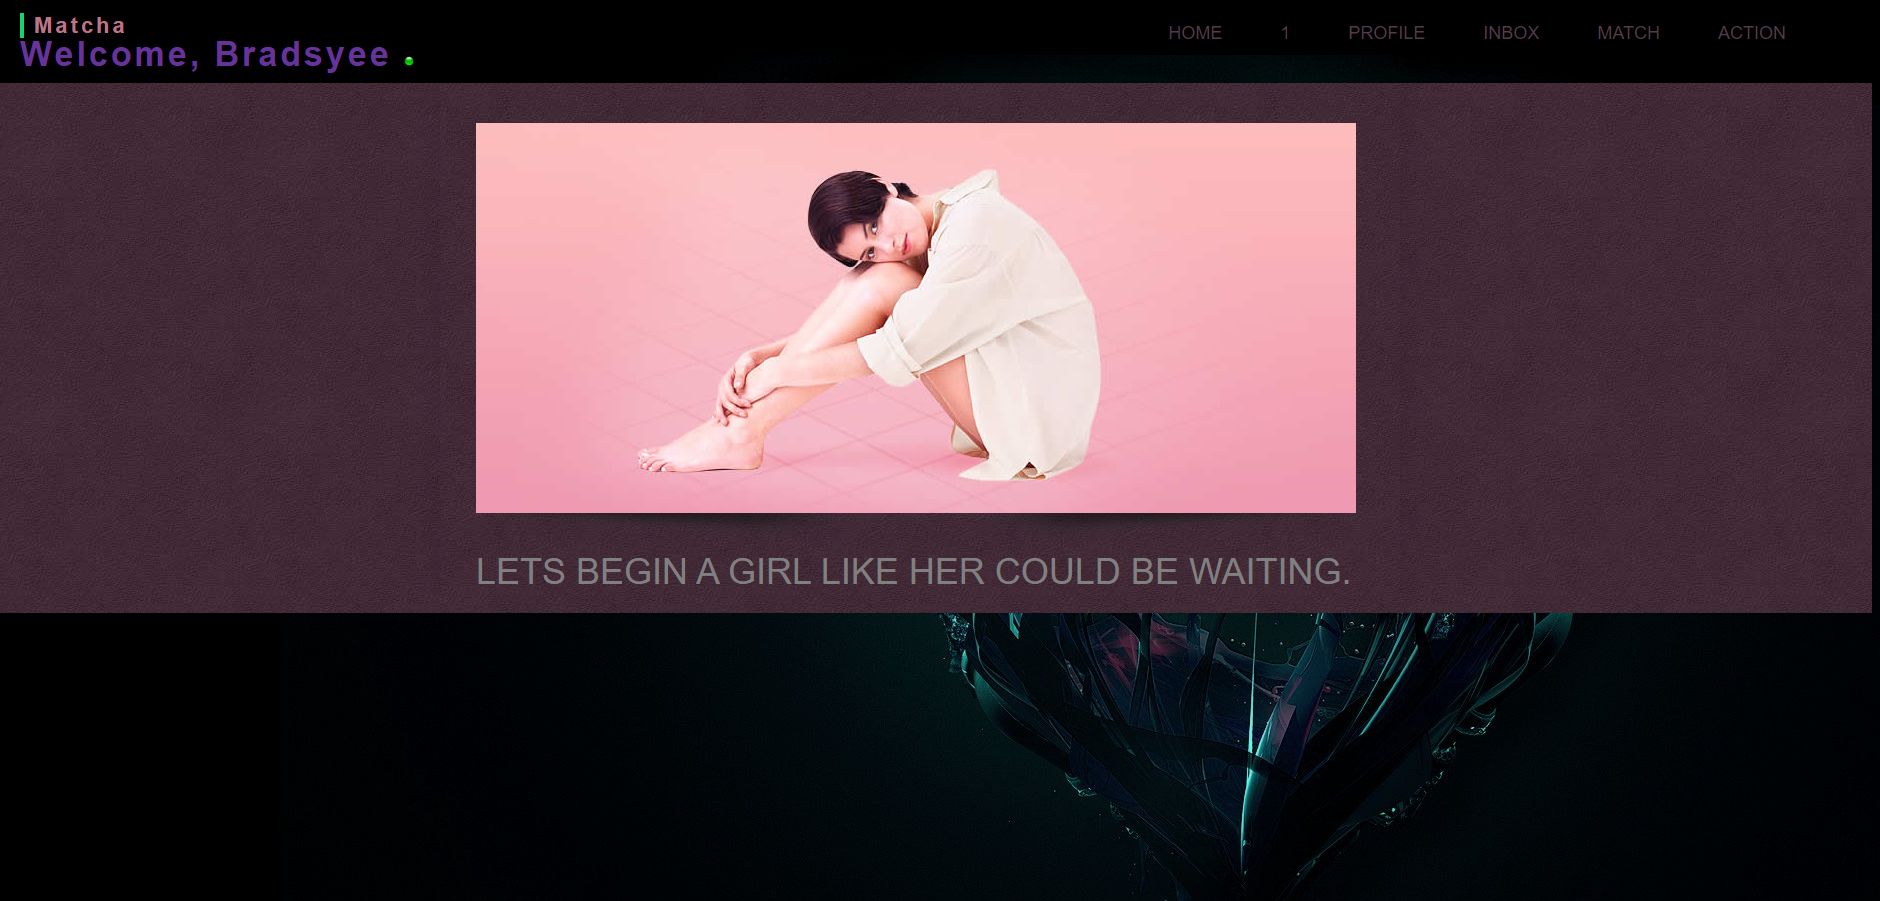 Matcha
Welcome, Bradsyee
HOME 1 PROFILE INBOX MATCH ACTION
LETS BEGIN A GIRL LIKE HER COULD BE WAITING.